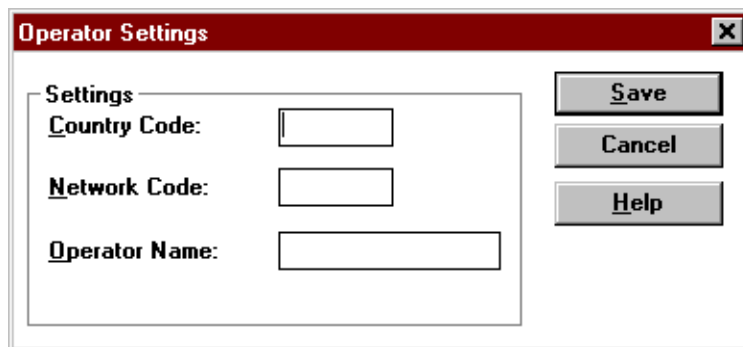 Operator Settings
Settings
Country Code:
Network Code:
Operator Name:
Save
Cancel
Help